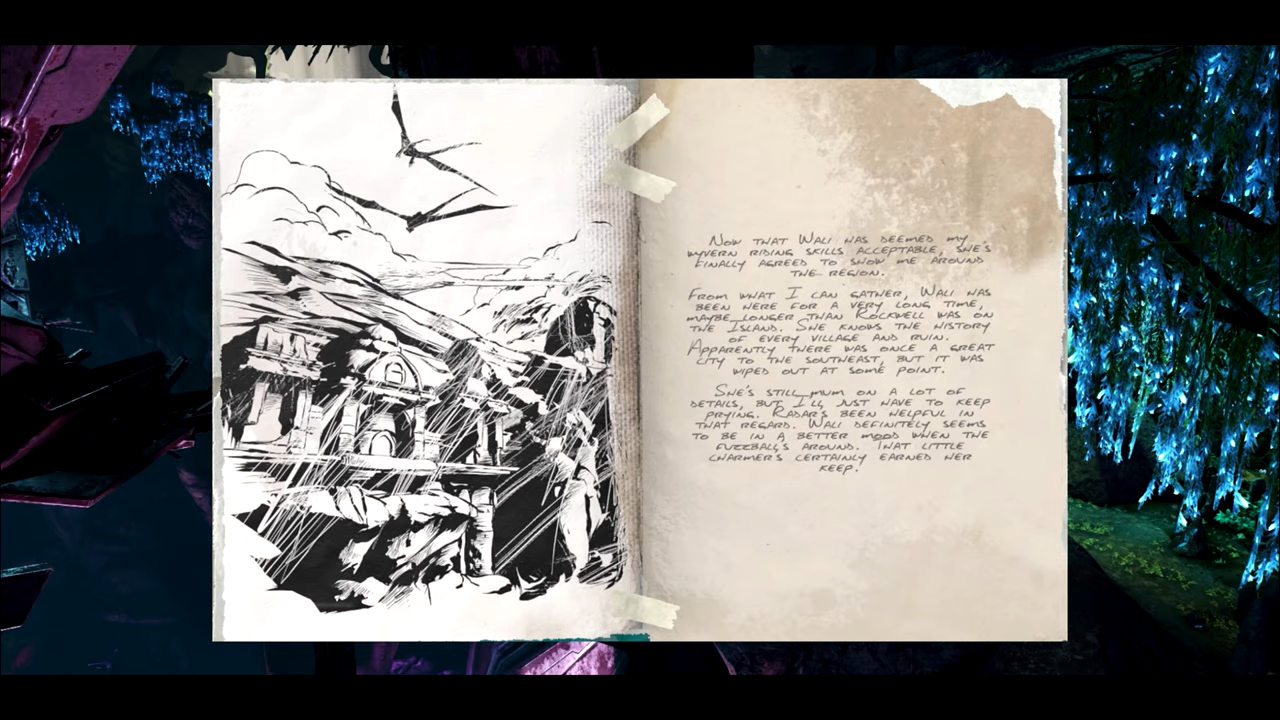 NOW THAT WALI HAS DEEMED MY
WYVERN RIDING SKILLS ACCEPTABLE, SHE'S
FINALLY AGREED TO SHOW ME AROUND
THE REGION.
FROM WHAT I CAN GATHER, WALI HAS
BEEN HERE FOR A VERY LONG TIME,
MAYBE LONGER THAN ROCKWELL WAS ON
THE ISLAND. SHE KNOWS THE HISTORY
OF EVERY VILLAGE AND RUIN.
APPARENTLY THERE WAS ONCE A GREAT
CITY TO THE SOUTHEAST, BUT IT WAS
WIPED OUT AT SOME POINT.
SHE'S STILL MUM ON A LOT OF
DETAILS, BUT I'LL JUST HAVE TO KEEP
PRYING. RADAR'S BEEN HELPFUL IN
THAT REGARD. WALI DEFINITELY SEEMS
TO BE IN A BETTER MOOD WHEN THE
FUZZBALL'S AROUND. THAT LITTLE
CHARMER'S CERTAINLY EARNED HER
KEEP.